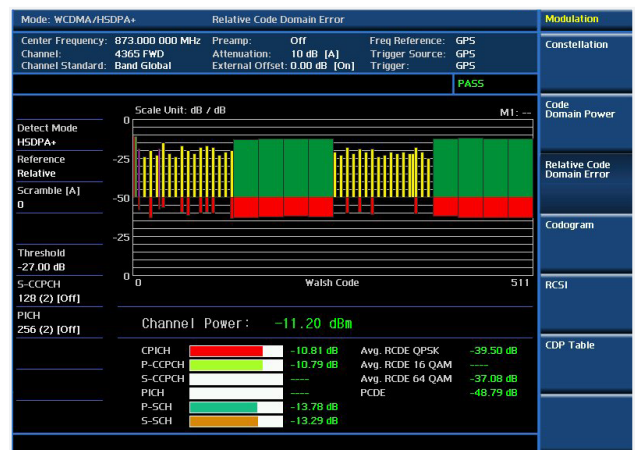 Mode: WCDMA/HSDPA+ Relative Code Domain Error
Modulation
Center Frequency: 873.000 000 MHz Preamp: Off Freq Reference: GPS
Channel: 4365 FWD Attenuation: 10 dB [A] Trigger Source: GPS
Channel Standard: Band Global External Offset: 0.00 dB [On] Trigger: GPS
PASS
Constellation
Code
Domain Power
Relative Code
Domain Error
Codogram
RCSI
CDP Table
Scale Unit: dB / dB M1: --
0
-25
-50
-25
0
0 Walsh Code 511
Detect Mode
HSDPA+
Reference
Relative
Scramble [A]
0
Threshold
-27.00 dB
S-CCPCH
128 (2) [Off]
PICH
256 (2) [Off]
Channel Power: -11.20 dBm
CPICH -10.81 dB Avg. RCDE QPSK -39.50 dB
P-CCPCH -10.79 dB Avg. RCDE 16 QAM ----
S-CCPCH ---- Avg. RCDE 64 QAM -37.08 dB
PICH ---- PCDE -48.79 dB
P-SCH -13.78 dB
S-SCH -13.29 dB